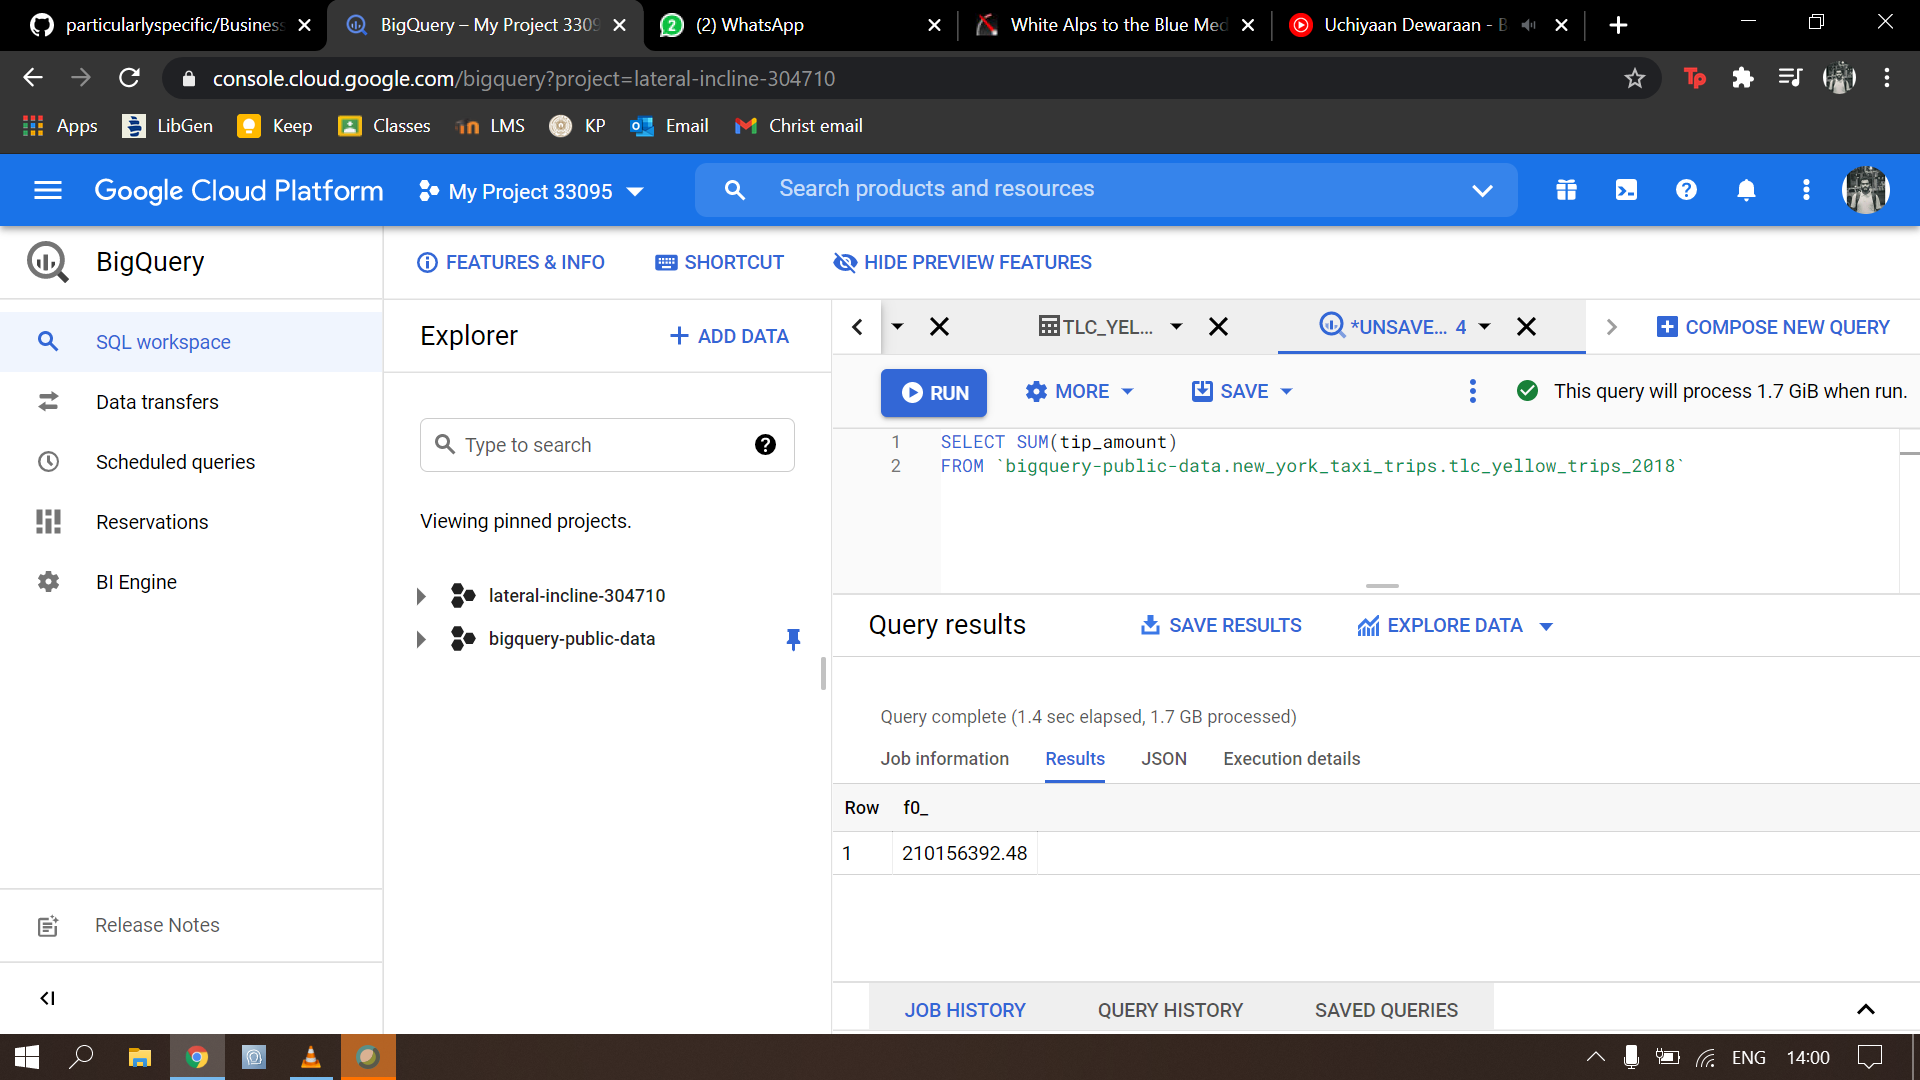 particularlyspecific/Business
BigQuery – My Project 3309
(2) WhatsApp
White Alps to the Blue Med
Uchiyaan Dewaraan - B
console.cloud.google.com/bigquery?project=lateral-incline-304710
Apps
LibGen
Keep
Classes
LMS
KP
Email
Christ email
Google Cloud Platform
My Project 33095
Search products and resources
BigQuery
FEATURES & INFO
SHORTCUT
HIDE PREVIEW FEATURES
SQL workspace
Data transfers
Scheduled queries
Reservations
BI Engine
Release Notes
Explorer
ADD DATA
Type to search
Viewing pinned projects.
lateral-incline-304710
bigquery-public-data
TLC_YEL...
*UNSAVE... 4
COMPOSE NEW QUERY
RUN
MORE
SAVE
This query will process 1.7 GiB when run.
1 SELECT SUM(tip_amount)
2 FROM `bigquery-public-data.new_york_taxi_trips.tlc_yellow_trips_2018`
Query results
SAVE RESULTS
EXPLORE DATA
Query complete (1.4 sec elapsed, 1.7 GB processed)
Job information
Results
JSON
Execution details
Row f0_
1 210156392.48
JOB HISTORY
QUERY HISTORY
SAVED QUERIES
ENG
14:00